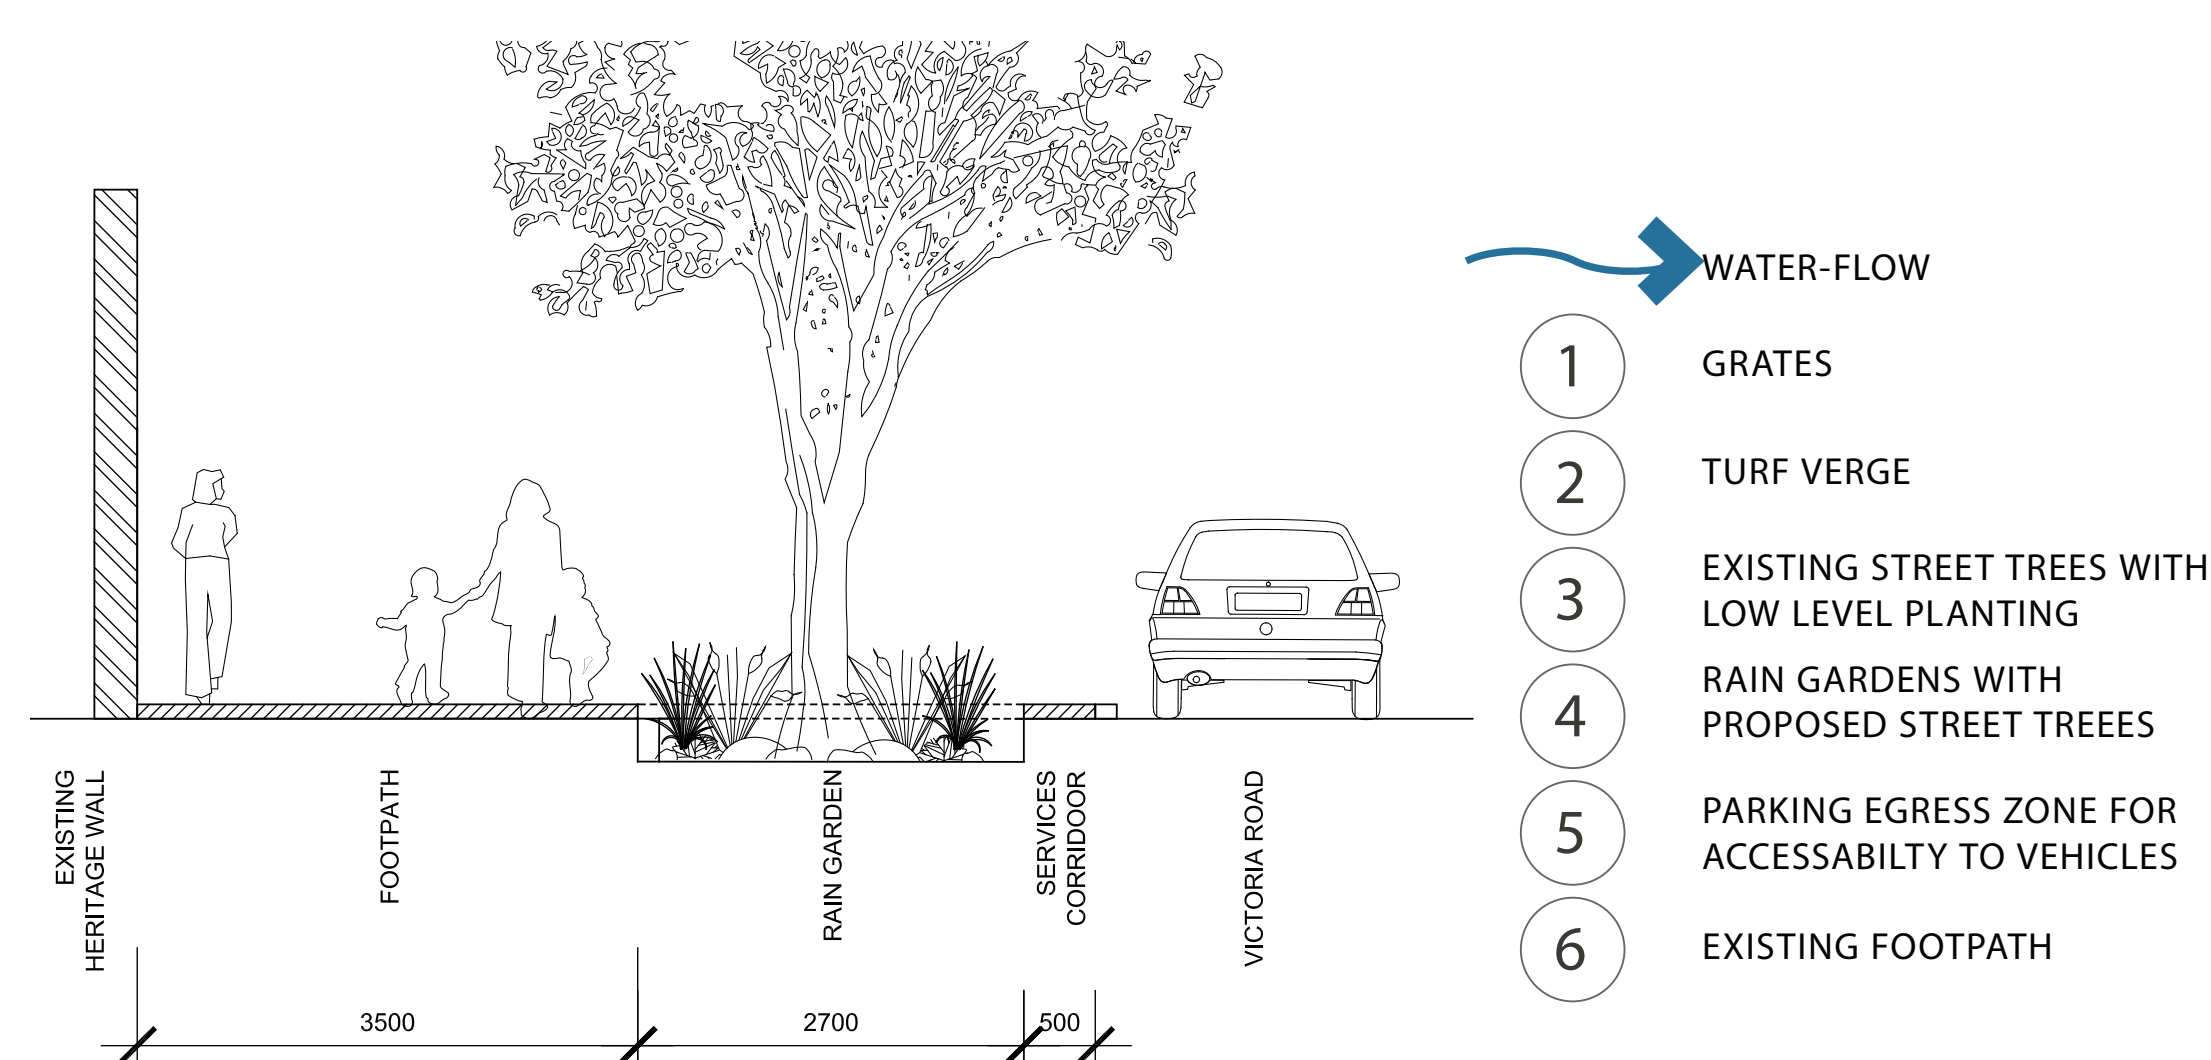 EXISTING
HERITAGE WALL
FOOTPATH
RAIN GARDEN
SERVICES
CORRIDOR
VICTORIA ROAD
3500
2700
500
WATER-FLOW
1
GRATES
2
TURF VERGE
3
EXISTING STREET TREES WITH
LOW LEVEL PLANTING
4
RAIN GARDENS WITH
PROPOSED STREET TREEES
5
PARKING EGRESS ZONE FOR
ACCESSABILTY TO VEHICLES
6
EXISTING FOOTPATH